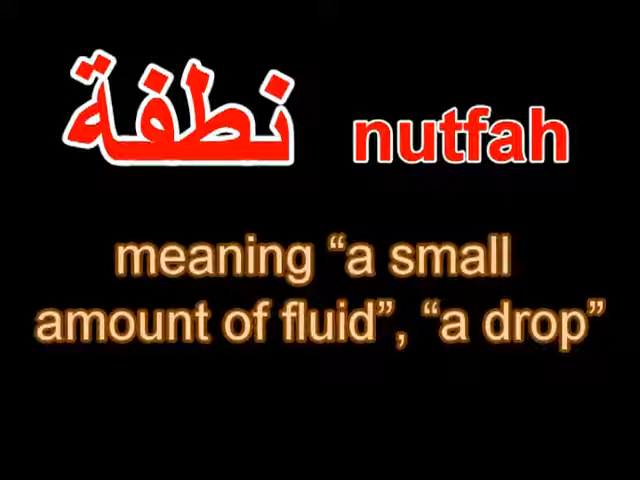 نطفة nutfah
meaning “a small
amount of fluid”, “a drop”